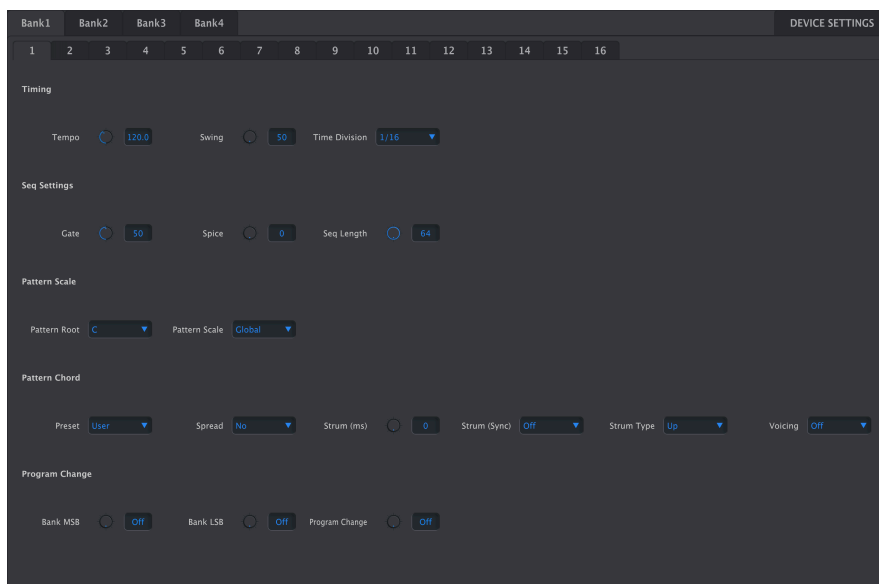 Bank1 Bank2 Bank3 Bank4 DEVICE SETTINGS
1 2 3 4 5 6 7 8 9 10 11 12 13 14 15 16
Timing
Tempo 120.0 Swing 50 Time Division 1/16
Seq Settings
Gate 50 Spice 0 Seq Length 64
Pattern Scale
Pattern Root C Pattern Scale Global
Pattern Chord
Preset User Spread No Strum (ms) 0 Strum (Sync) Off Strum Type Up Voicing Off
Program Change
Bank MSB Off Bank LSB Off Program Change Off